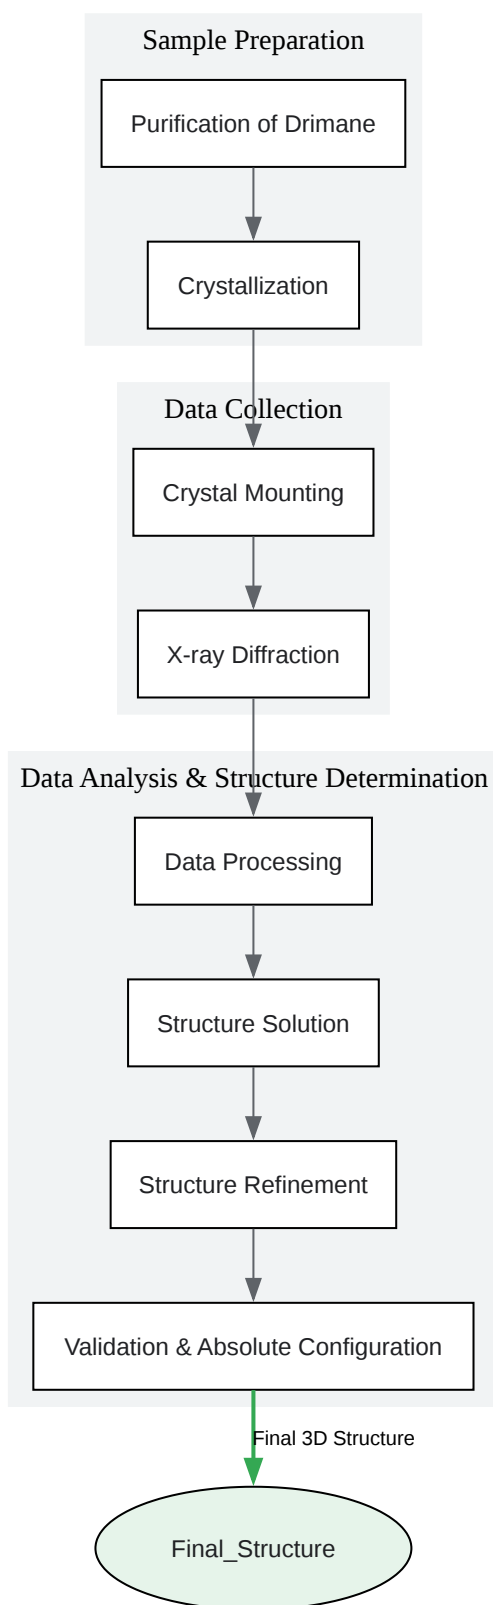 Sample Preparation
Purification of Drimane
Crystallization
Data Collection
Crystal Mounting
X-ray Diffraction
Data Analysis & Structure Determination
Data Processing
Structure Solution
Structure Refinement
Validation & Absolute Configuration
Final 3D Structure
Final_Structure